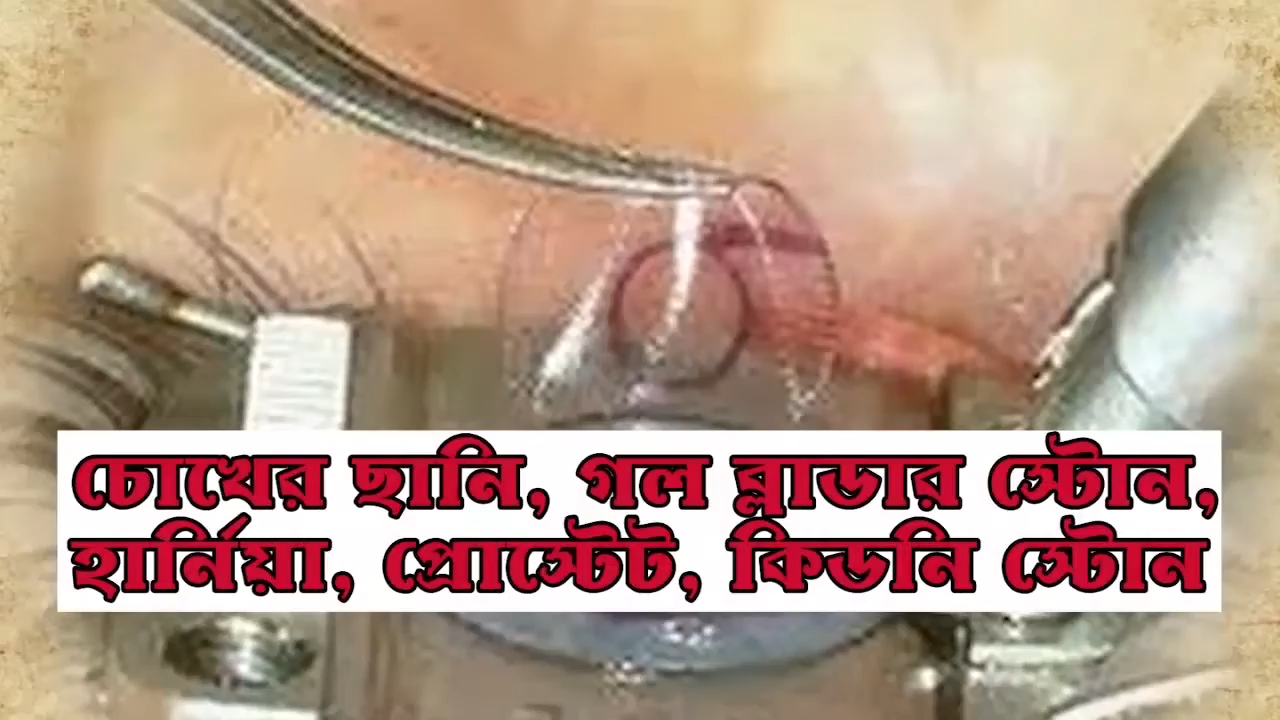 চোখের ছানি, গল ব্লাডার স্টোন,
হার্নিয়া, প্রোস্টেট, কিডনি স্টোন